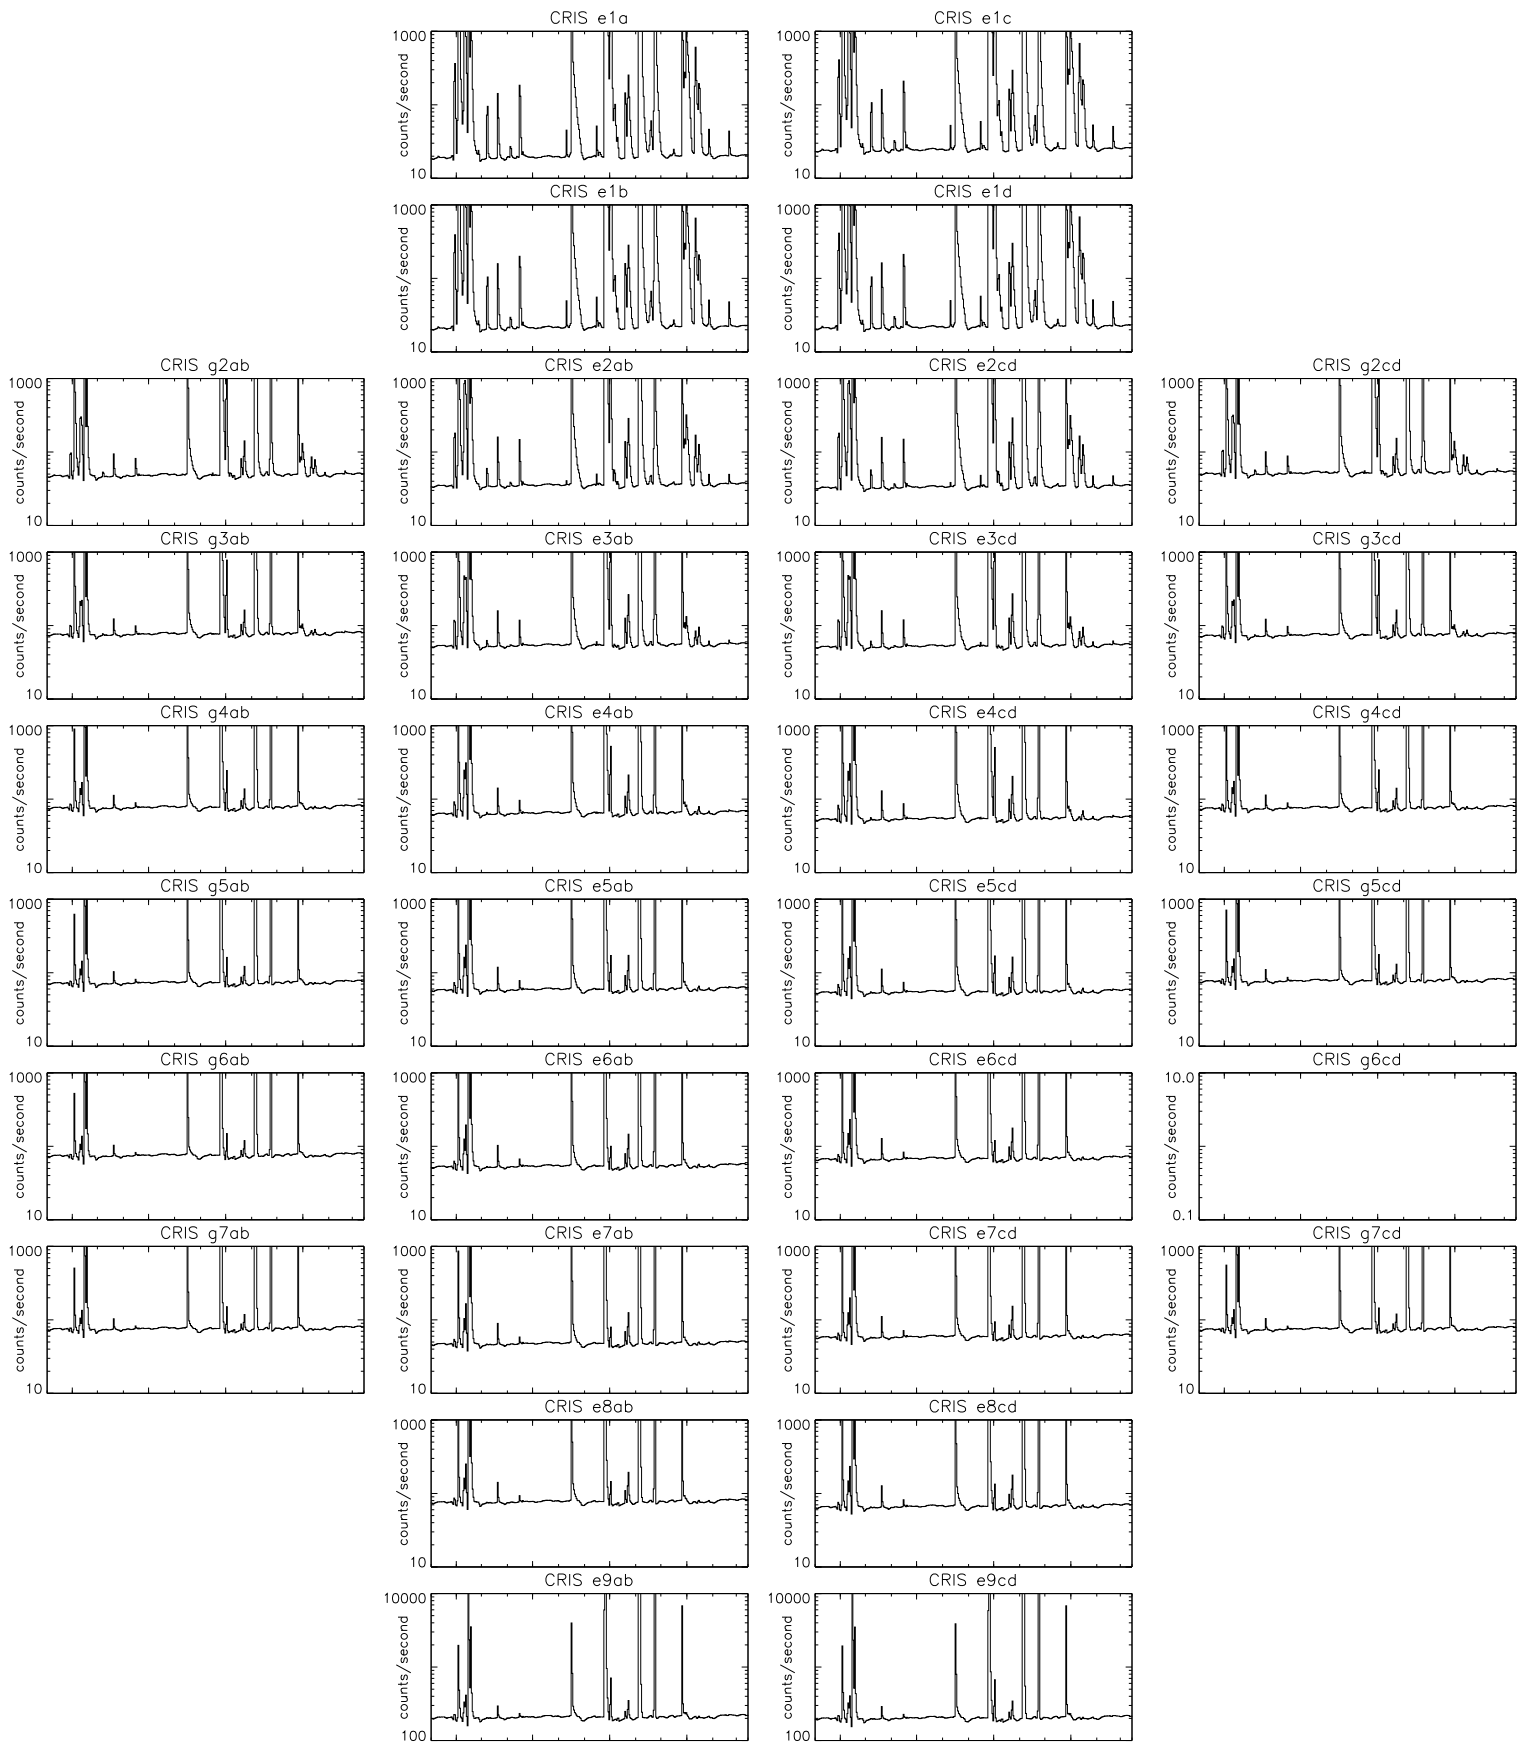 CRIS e1a CRIS e1c
1000 1000
counts/second counts/second
10 10
CRIS e1b CRIS e1d
1000 1000
counts/second counts/second
10 10
CRIS g2ab CRIS e2ab CRIS e2cd CRIS g2cd
1000 1000 1000 1000
counts/second counts/second counts/second counts/second
10 10 10 10
CRIS g3ab CRIS e3ab CRIS e3cd CRIS g3cd
1000 1000 1000 1000
counts/second counts/second counts/second counts/second
10 10 10 10
CRIS g4ab CRIS e4ab CRIS e4cd CRIS g4cd
1000 1000 1000 1000
counts/second counts/second counts/second counts/second
10 10 10 10
CRIS g5ab CRIS e5ab CRIS e5cd CRIS g5cd
1000 1000 1000 1000
counts/second counts/second counts/second counts/second
10 10 10 10
CRIS g6ab CRIS e6ab CRIS e6cd CRIS g6cd
1000 1000 1000 10.0
counts/second counts/second counts/second counts/second
1.0
10 10 10 0.1
CRIS g7ab CRIS e7ab CRIS e7cd CRIS g7cd
1000 1000 1000 1000
counts/second counts/second counts/second counts/second
10 10 10 10
CRIS e8ab CRIS e8cd
1000 1000
counts/second counts/second
10 10
CRIS e9ab CRIS e9cd
10000 10000
counts/second counts/second
100 100